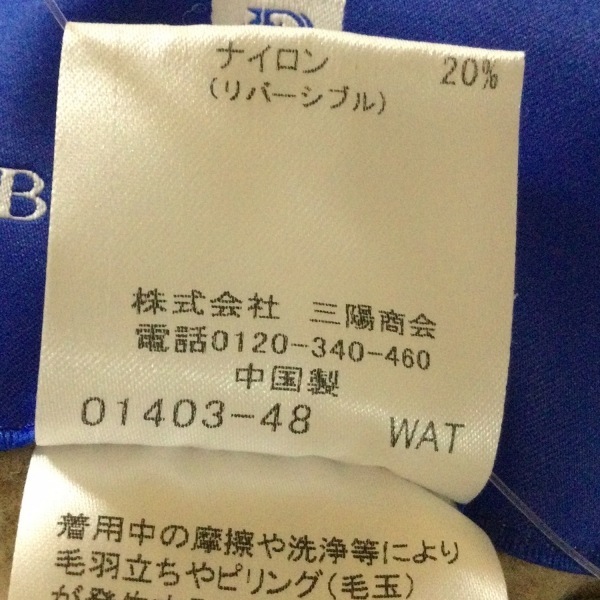 B
ナイロン 20%
(リバーシブル)
株式会社 三陽商会
電話0120-340-460
中国製
01403-48 WAT
着用中の摩擦や洗浄等により
毛羽立ちやピリング(毛玉)
が発生